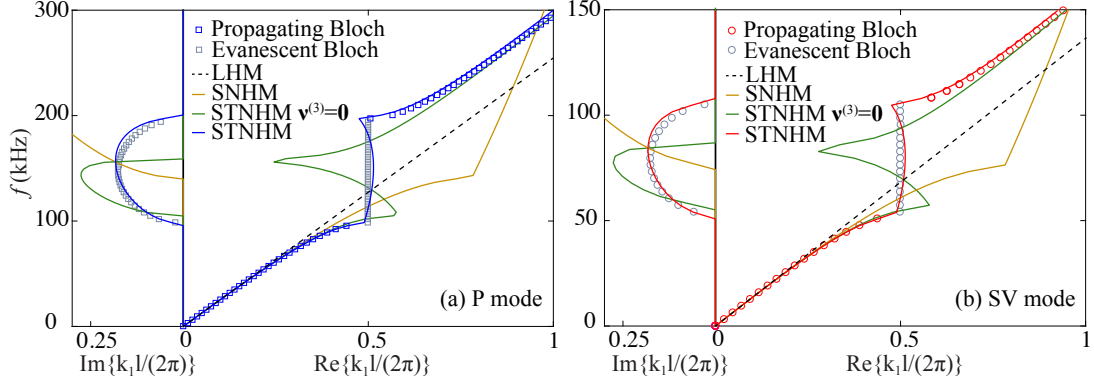 300
200
100
0
f (kHz)
Propagating Bloch
Evanescent Bloch
LHM
SNHM
STNHM ν⁽³⁾=0
STNHM
(a) P mode
0.25 0 0.5 1
Im{k₁l/(2π)} Re{k₁l/(2π)}
150
100
50
0
Propagating Bloch
Evanescent Bloch
LHM
SNHM
STNHM ν⁽³⁾=0
STNHM
(b) SV mode
0.25 0 0.5 1
Im{k₁l/(2π)} Re{k₁l/(2π)}